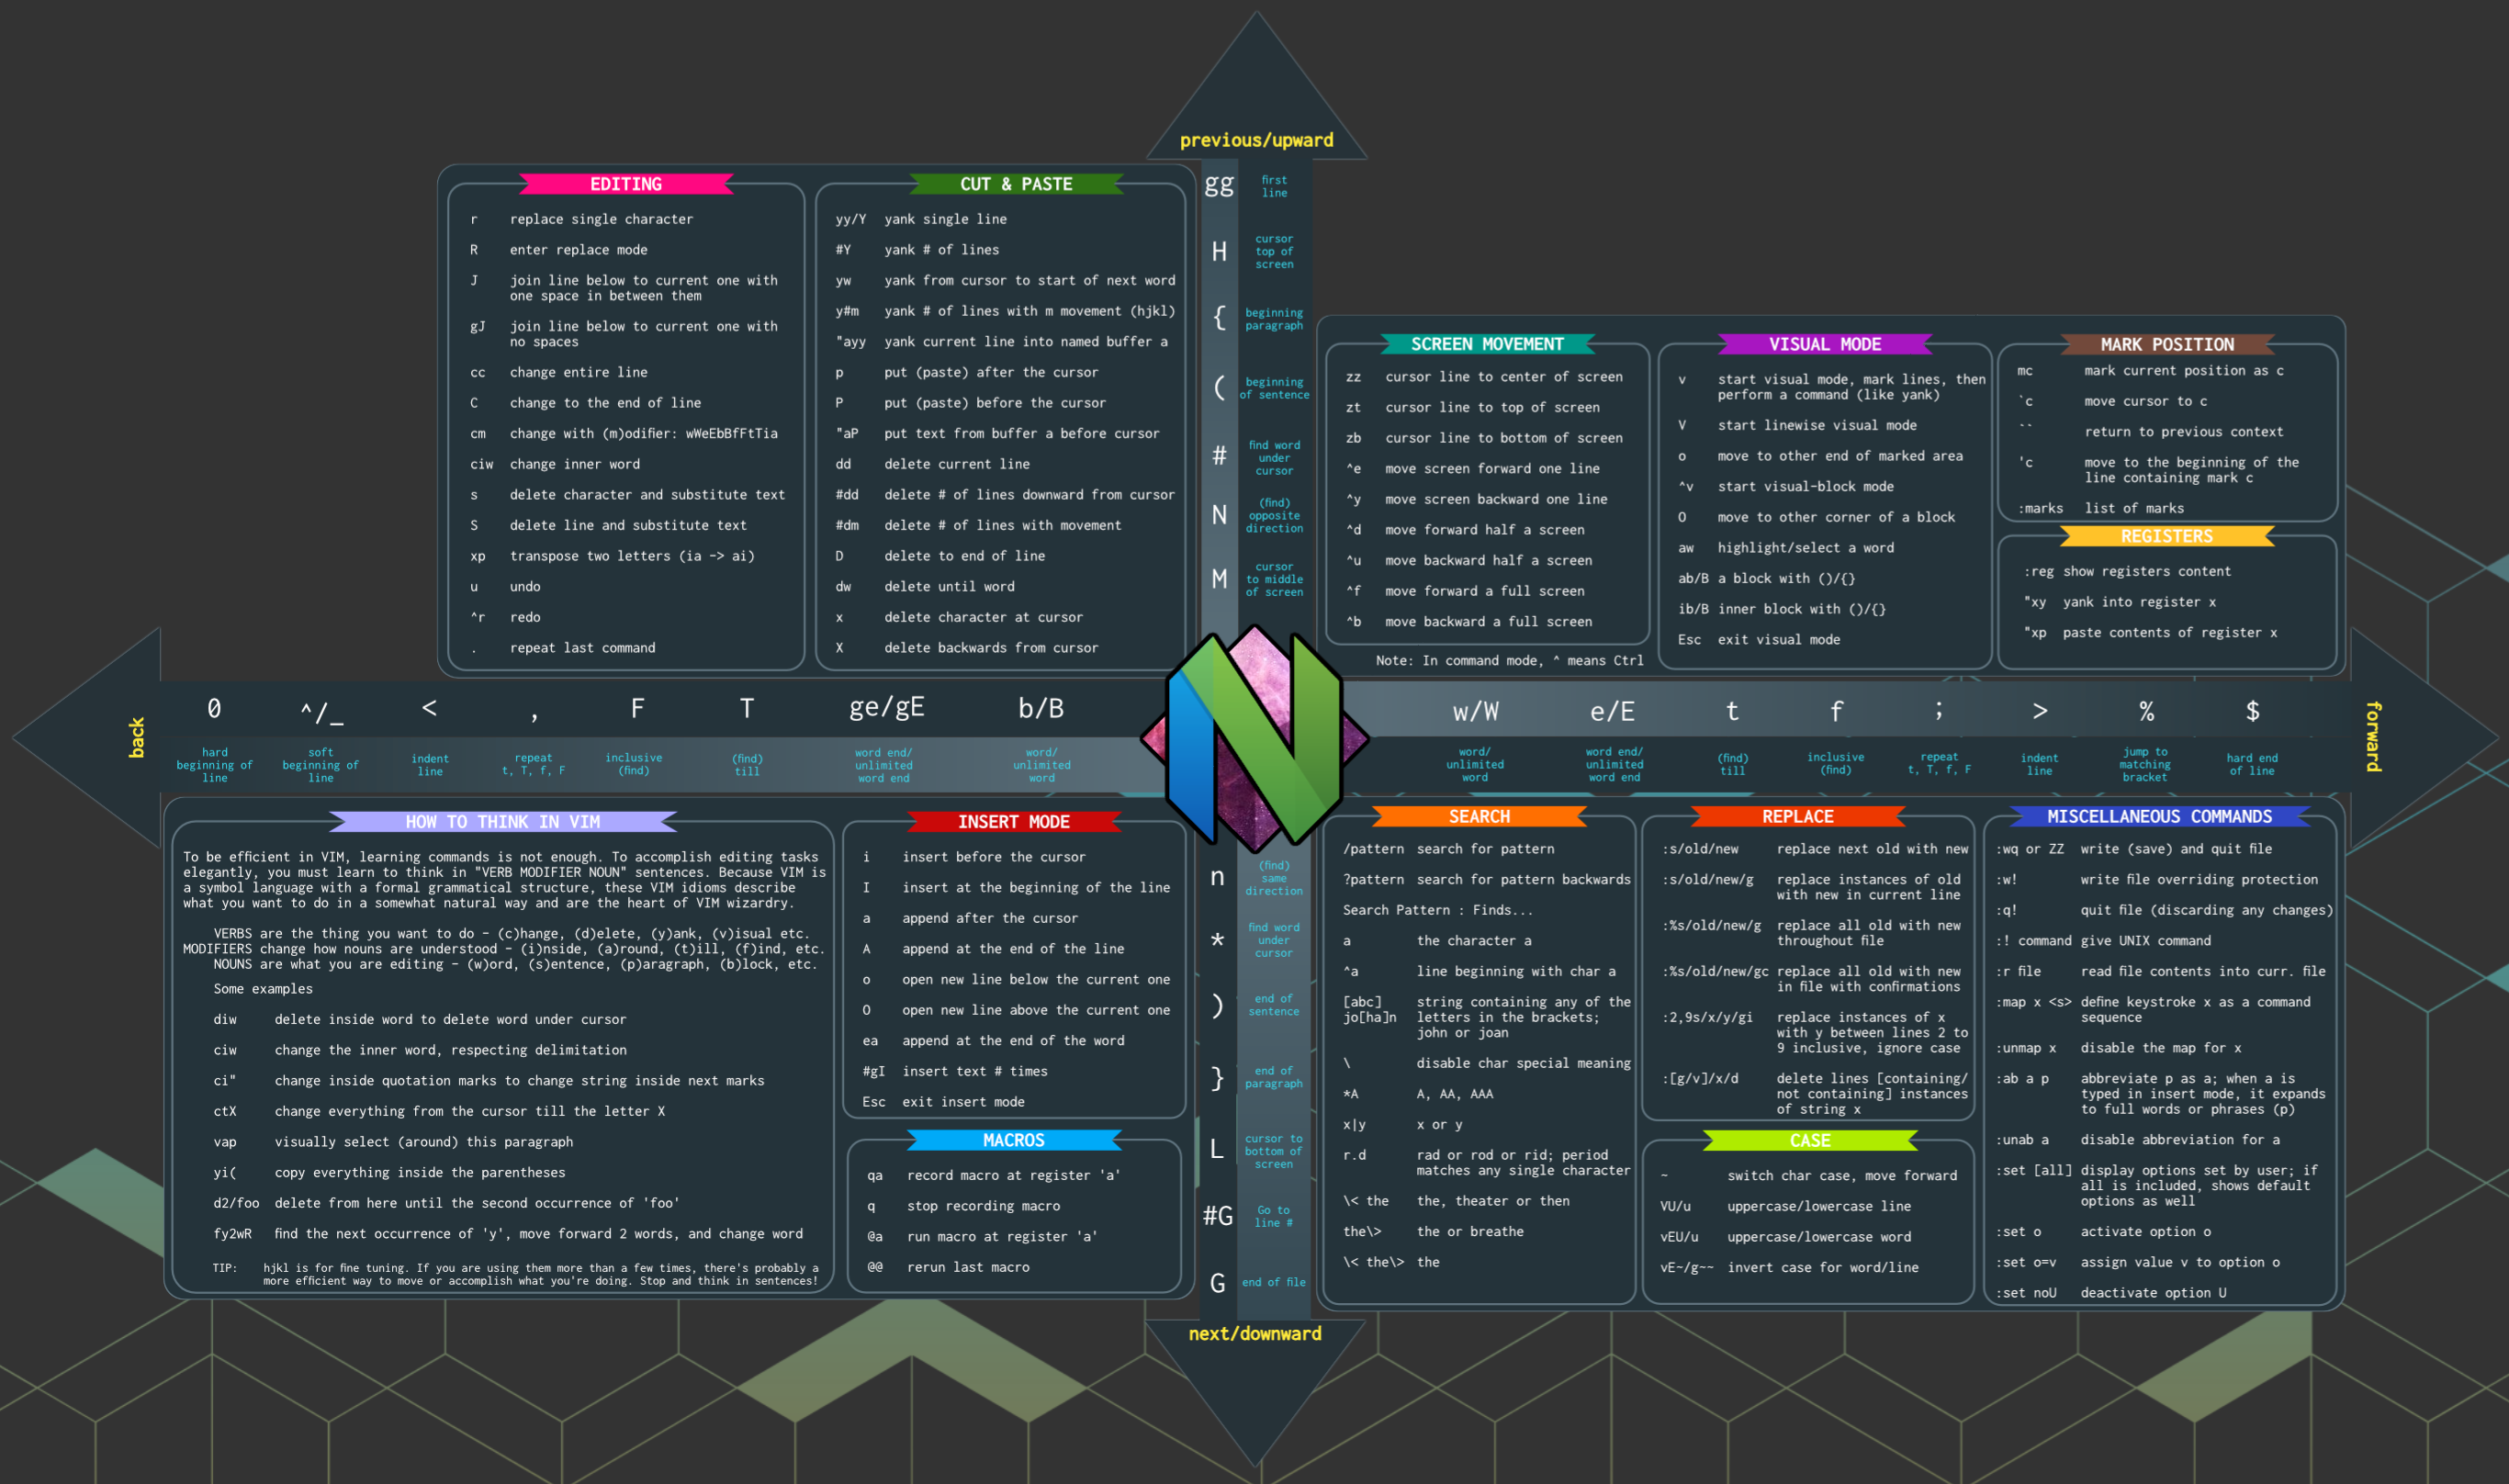 previous/upward
EDITING
r replace single character
R enter replace mode
J join line below to current one with
one space in between them
gJ join line below to current one with
no spaces
cc change entire line
C change to the end of line
cm change with (m)odifier: wWeEbBfFtTia
ciw change inner word
s delete character and substitute text
S delete line and substitute text
xp transpose two letters (ia -> ai)
u undo
^r redo
. repeat last command
CUT & PASTE
yy/Y yank single line
#Y yank # of lines
yw yank from cursor to start of next word
y#m yank # of lines with m movement (hjkl)
"ayy yank current line into named buffer a
p put (paste) after the cursor
P put (paste) before the cursor
"aP put text from buffer a before cursor
dd delete current line
#dd delete # of lines downward from cursor
#dm delete # of lines with movement
D delete to end of line
dw delete until word
x delete character at cursor
X delete backwards from cursor
gg first
line
H cursor
top of
screen
{ beginning
paragraph
( beginning
of sentence
# find word
under
cursor
N (find)
opposite
direction
M cursor
to middle
of screen
SCREEN MOVEMENT
zz cursor line to center of screen
zt cursor line to top of screen
zb cursor line to bottom of screen
^e move screen forward one line
^y move screen backward one line
^d move forward half a screen
^u move backward half a screen
^f move forward a full screen
^b move backward a full screen
Note: In command mode, ^ means Ctrl
VISUAL MODE
v start visual mode, mark lines, then
perform a command (like yank)
V start linewise visual mode
o move to other end of marked area
^v start visual-block mode
O move to other corner of a block
aw highlight/select a word
ab/B a block with ()/{}
ib/B inner block with ()/{}
Esc exit visual mode
MARK POSITION
mc mark current position as c
`c move cursor to c
`` return to previous context
'c move to the beginning of the
line containing mark c
:marks list of marks
REGISTERS
:reg show registers content
"xy yank into register x
"xp paste contents of register x
back
0 ^/_ < , F T ge/gE b/B
hard
beginning of
line
soft
beginning of
line
indent
line
repeat
t, T, f, F
inclusive
(find)
(find)
till
word end/
unlimited
word end
word/
unlimited
word
w/W e/E t f ; > % $
word/
unlimited
word
word end/
unlimited
word end
(find)
till
inclusive
(find)
repeat
t, T, f, F
indent
line
jump to
matching
bracket
hard end
of line
forward
HOW TO THINK IN VIM
To be efficient in VIM, learning commands is not enough. To accomplish editing tasks
elegantly, you must learn to think in "VERB MODIFIER NOUN" sentences. Because VIM is
a symbol language with a formal grammatical structure, these VIM idioms describe
what you want to do in a somewhat natural way and are the heart of VIM wizardry.
VERBS are the thing you want to do - (c)hange, (d)elete, (y)ank, (v)isual etc.
MODIFIERS change how nouns are understood - (i)nside, (a)round, (t)ill, (f)ind, etc.
NOUNS are what you are editing - (w)ord, (s)entence, (p)aragraph, (b)lock, etc.
Some examples
diw delete inside word to delete word under cursor
ciw change the inner word, respecting delimitation
ci" change inside quotation marks to change string inside next marks
ctX change everything from the cursor till the letter X
vap visually select (around) this paragraph
yi( copy everything inside the parentheses
d2/foo delete from here until the second occurrence of 'foo'
fy2wR find the next occurrence of 'y', move forward 2 words, and change word
TIP: hjkl is for fine tuning. If you are using them more than a few times, there's probably a
more efficient way to move or accomplish what you're doing. Stop and think in sentences!
INSERT MODE
i insert before the cursor
I insert at the beginning of the line
a append after the cursor
A append at the end of the line
o open new line below the current one
O open new line above the current one
ea append at the end of the word
#gI insert text # times
Esc exit insert mode
MACROS
qa record macro at register 'a'
q stop recording macro
@a run macro at register 'a'
@@ rerun last macro
n (find)
same
direction
* find word
under
cursor
) end of
sentence
} end of
paragraph
L cursor to
bottom of
screen
#G Go to
line #
G end of file
SEARCH
/pattern search for pattern
?pattern search for pattern backwards
Search Pattern : Finds...
a the character a
^a line beginning with char a
[abc] string containing any of the
jo[ha]n letters in the brackets;
john or joan
\ disable char special meaning
*A A, AA, AAA
x|y x or y
r.d rad or rod or rid; period
matches any single character
\< the the, theater or then
the\> the or breathe
\< the\> the
REPLACE
:s/old/new replace next old with new
:s/old/new/g replace instances of old
with new in current line
:%s/old/new/g replace all old with new
throughout file
:%s/old/new/gc replace all old with new
in file with confirmations
:2,9s/x/y/gi replace instances of x
with y between lines 2 to
9 inclusive, ignore case
:[g/v]/x/d delete lines [containing/
not containing] instances
of string x
CASE
~ switch char case, move forward
VU/u uppercase/lowercase line
vEU/u uppercase/lowercase word
vE~/g~~ invert case for word/line
MISCELLANEOUS COMMANDS
:wq or ZZ write (save) and quit file
:w! write file overriding protection
:q! quit file (discarding any changes)
:! command give UNIX command
:r file read file contents into curr. file
:map x <s> define keystroke x as a command
sequence
:unmap x disable the map for x
:ab a p abbreviate p as a; when a is
typed in insert mode, it expands
to full words or phrases (p)
:unab a disable abbreviation for a
:set [all] display options set by user; if
all is included, shows default
options as well
:set o activate option o
:set o=v assign value v to option o
:set noU deactivate option U
next/downward